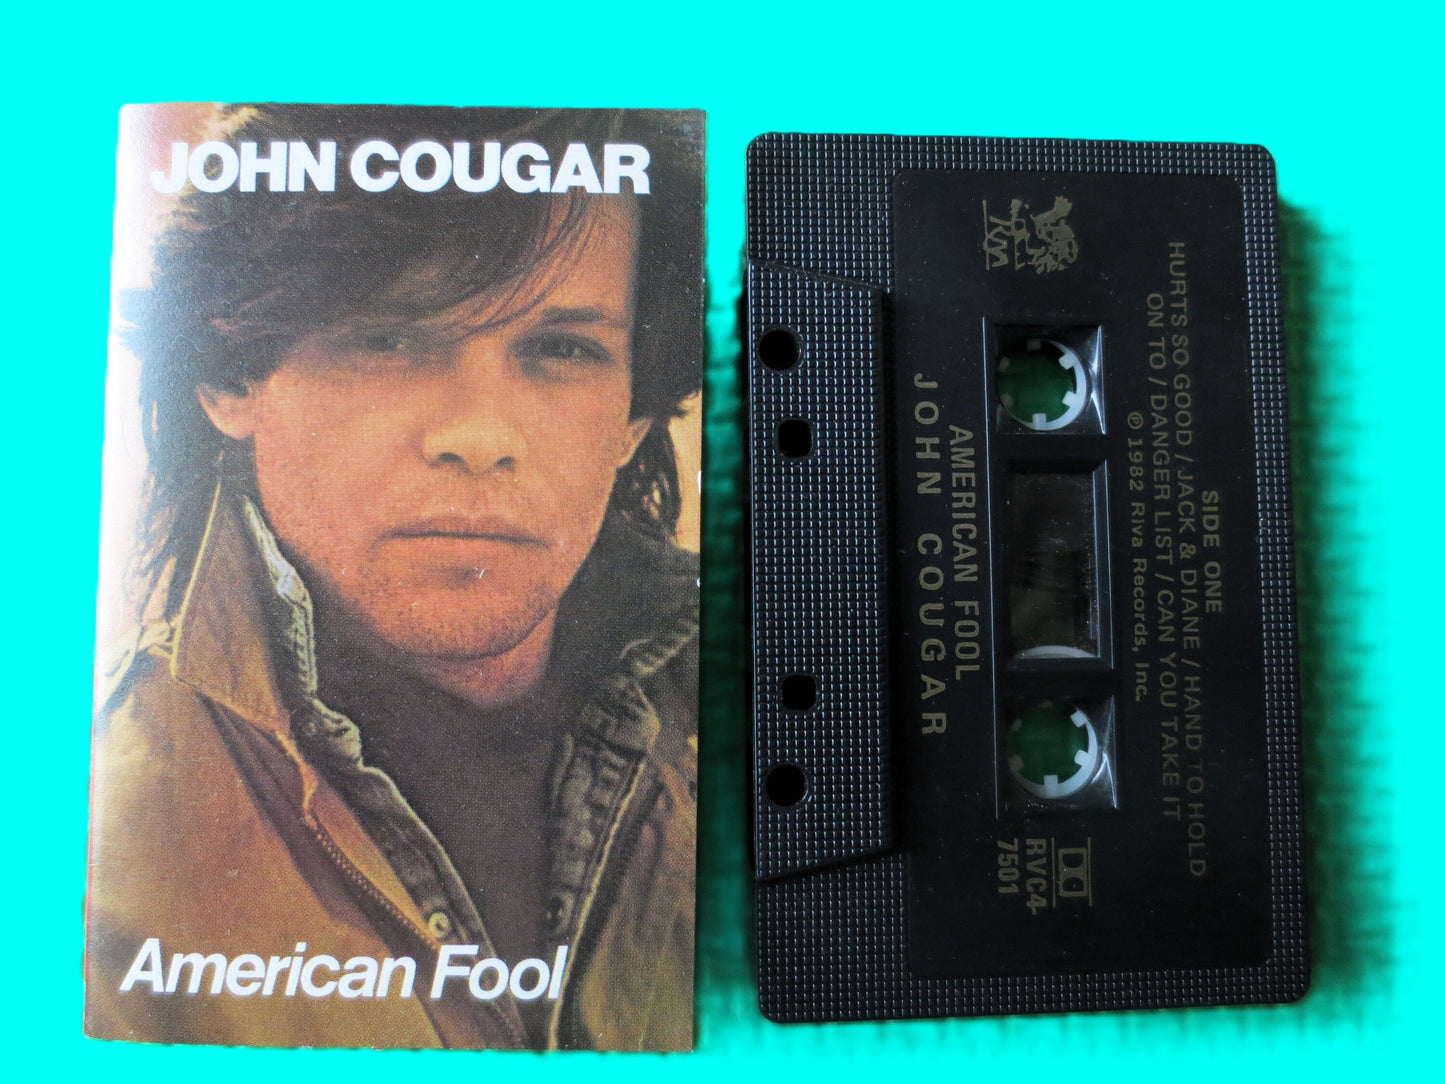 JOHN COUGAR
American Fool
SIDE ONE
HURTS SO GOOD / JACK & DIANE / HAND TO HOLD
ON TO / DANGER LIST / CAN YOU TAKE IT
℗ 1982 Riva Records, Inc.
RVC4
7501
AMERICAN FOOL
JOHN COUGAR